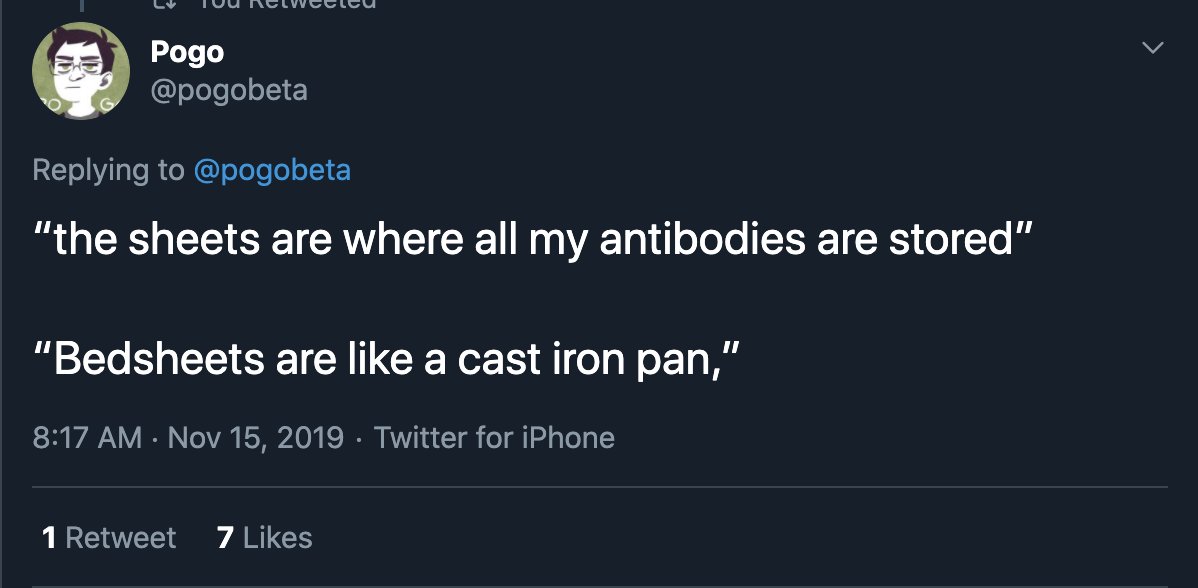 You Retweeted
Pogo
@pogobeta
Replying to @pogobeta
“the sheets are where all my antibodies are stored”
“Bedsheets are like a cast iron pan,”
8:17 AM · Nov 15, 2019 · Twitter for iPhone
1 Retweet 7 Likes